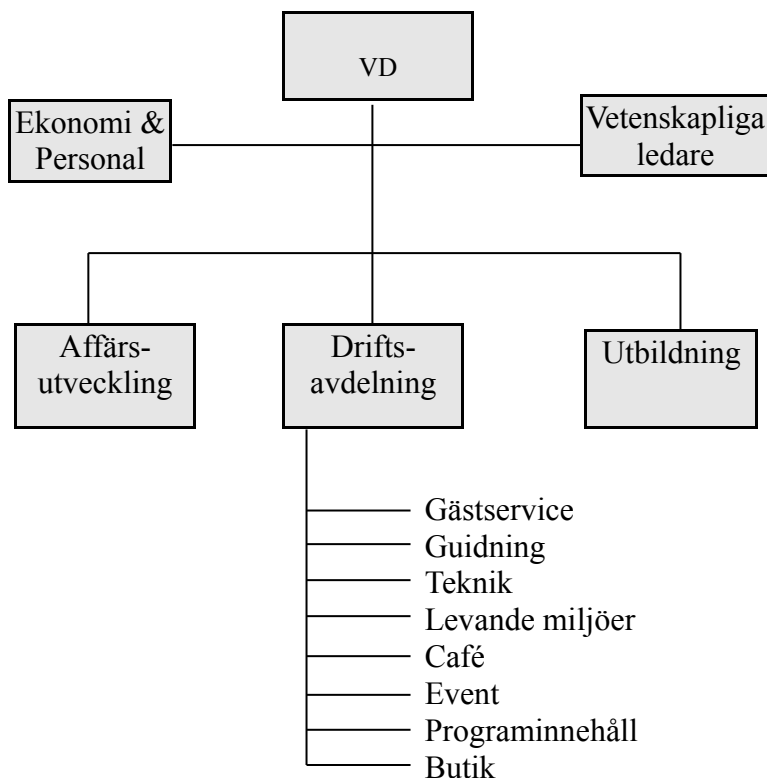 VD
Ekonomi &
Personal
Vetenskapliga
ledare
Affärs-
utveckling
Drifts-
avdelning
Utbildning
Gästservice
Guidning
Teknik
Levande miljöer
Café
Event
Programinnehåll
Butik